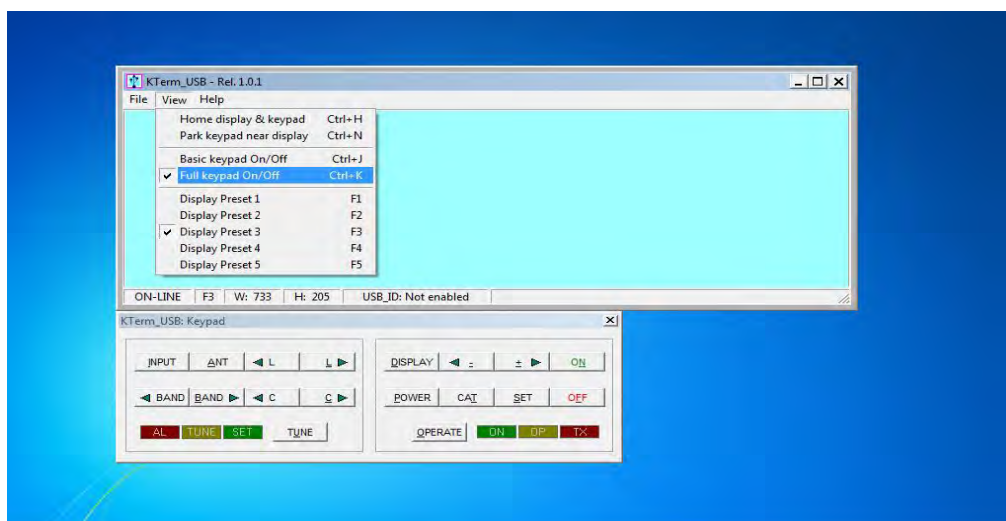 KTerm_USB - Rel. 1.0.1
File View Help
Home display & keypad Ctrl+H
Park keypad near display Ctrl+N
Basic keypad On/Off Ctrl+J
Full keypad On/Off Ctrl+K
Display Preset 1 F1
Display Preset 2 F2
Display Preset 3 F3
Display Preset 4 F4
Display Preset 5 F5
ON-LINE F3 W: 733 H: 205 USB_ID: Not enabled
KTerm_USB: Keypad
INPUT ANT L L DISPLAY - + ON
BAND BAND C C POWER CAT SET OFF
AL TUNE SET TUNE OPERATE ON OP TX